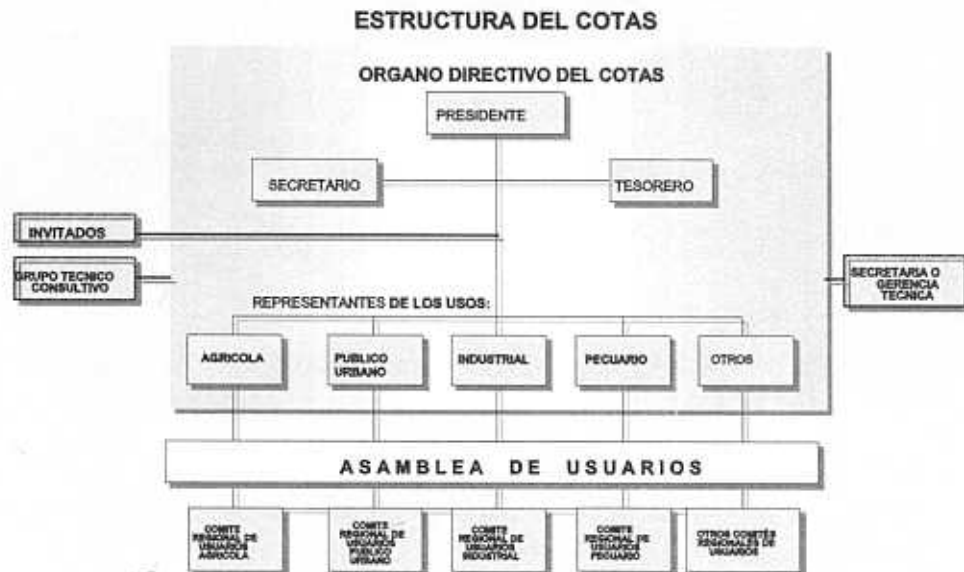 ESTRUCTURA DEL COTAS
ORGANO DIRECTIVO DEL COTAS
PRESIDENTE
SECRETARIO
TESORERO
INVITADOS
GRUPO TECNICO
CONSULTIVO
SECRETARIA O
GERENCIA
TECNICA
REPRESENTANTES DE LOS USOS:
AGRICOLA
PUBLICO
URBANO
INDUSTRIAL
PECUARIO
OTROS
ASAMBLEA DE USUARIOS
COMITE
REGIONAL DE
USUARIOS
AGRICOLA
COMITE
REGIONAL DE
USUARIOS
PUBLICO
URBANO
COMITE
REGIONAL DE
USUARIOS
INDUSTRIAL
COMITE
REGIONAL DE
USUARIOS
PECUARIO
OTROS COMITÉS
REGIONALES DE
USUARIOS